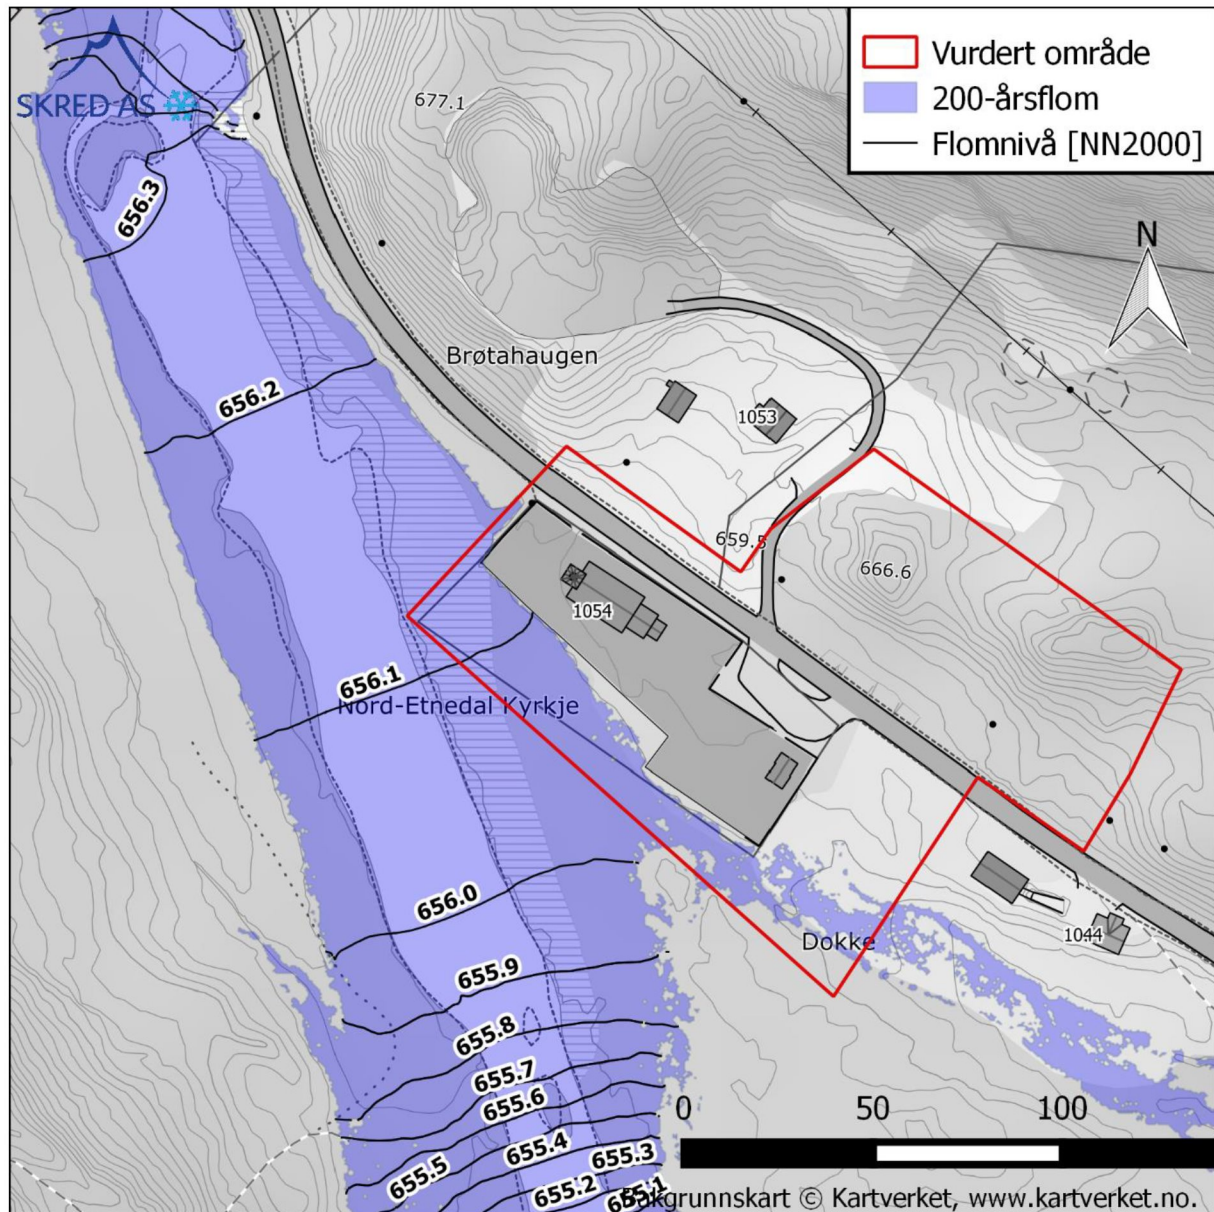 SKRED AS
Vurdert område
200-årsflom
Flomnivå [NN2000]
677.1
N
656.3
Brøtahaugen
656.2
1053
659.5
666.6
1054
656.1
Nord-Etnedal Kyrkje
656.0
Dokke
1044
655.9
655.8
655.7
655.6
655.5
655.4
655.3
655.2
655.1
0 50 100
Bakgrunnskart © Kartverket, www.kartverket.no.